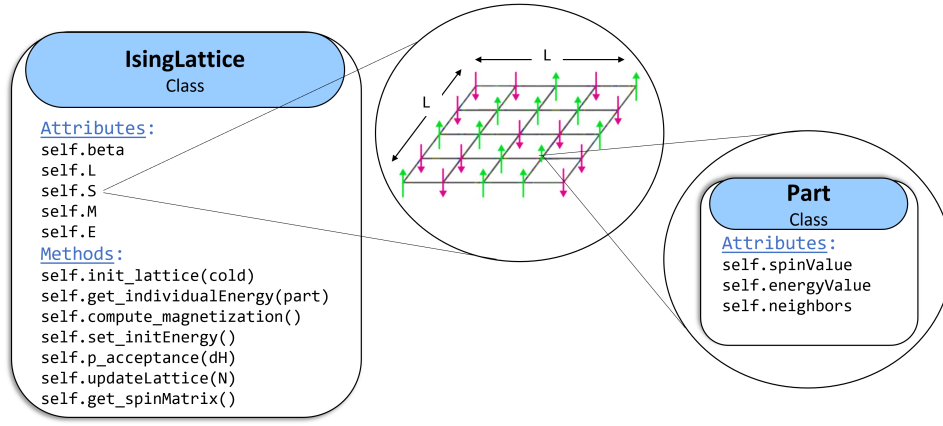 IsingLattice
Class
Attributes:
self.beta
self.L
self.S
self.M
self.E
Methods:
self.init_lattice(cold)
self.get_individualEnergy(part)
self.compute_magnetization()
self.set_initEnergy()
self.p_acceptance(dH)
self.updateLattice(N)
self.get_spinMatrix()
L
L
Part
Class
Attributes:
self.spinValue
self.energyValue
self.neighbors